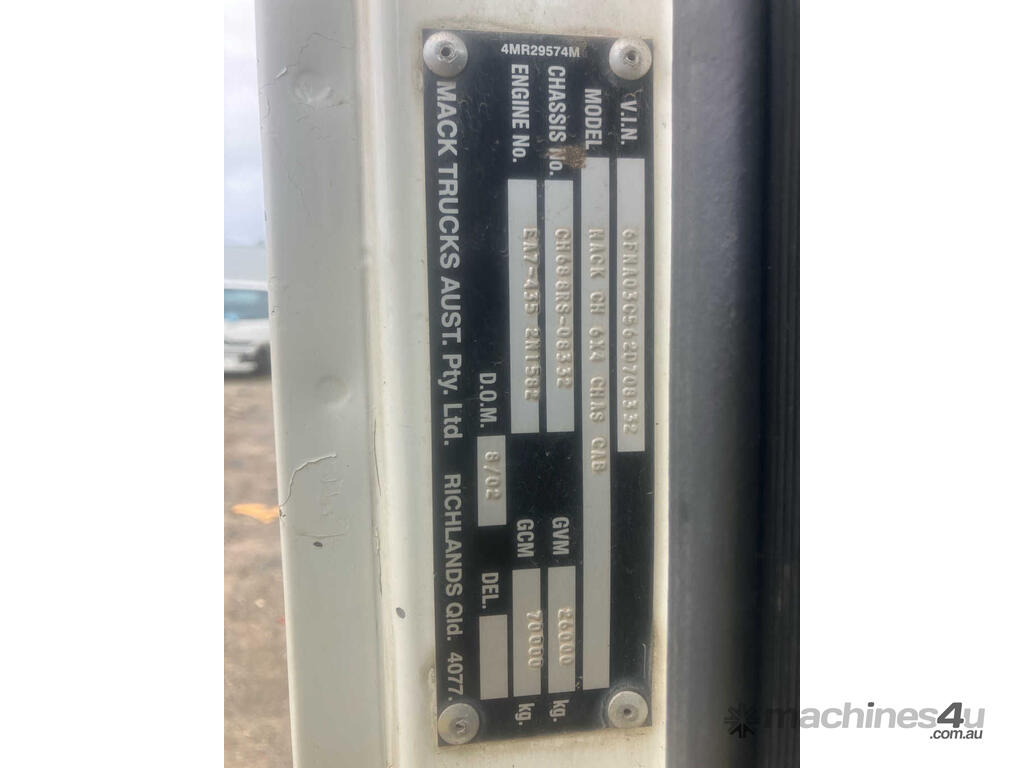 4MR29574M
V.I.N. 6FMA03C562D708332
MODEL MACK CH 6X4 CHAS CAB
CHASSIS No. CH688RS-08332 GVM 26000 kg.
ENGINE No. EA7-435 2N1582 GCM 70000 kg.
D.O.M. 8/02 DEL.
MACK TRUCKS AUST. Pty. Ltd. RICHLANDS Qld. 4077.
machines4u
.com.au